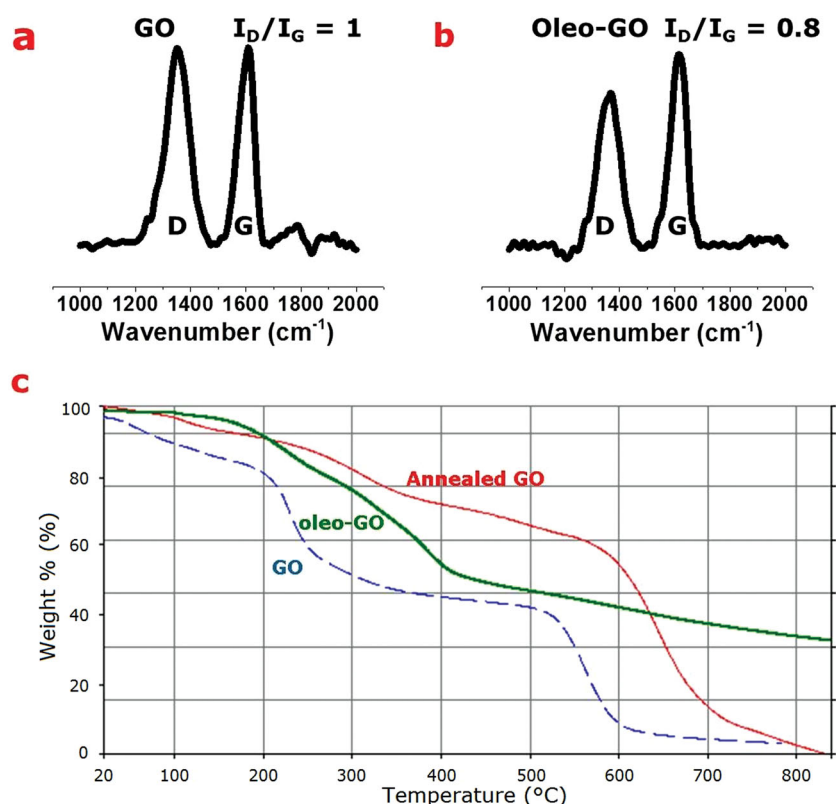 a
GO I_D/I_G = 1
D G
1000 1200 1400 1600 1800 2000
Wavenumber (cm⁻¹)
b
Oleo-GO I_D/I_G = 0.8
D G
1000 1200 1400 1600 1800 2000
Wavenumber (cm⁻¹)
c
Weight % (%)
100
80
60
40
20
0
Annealed GO
oleo-GO
GO
20 100 200 300 400 500 600 700 800
Temperature (°C)